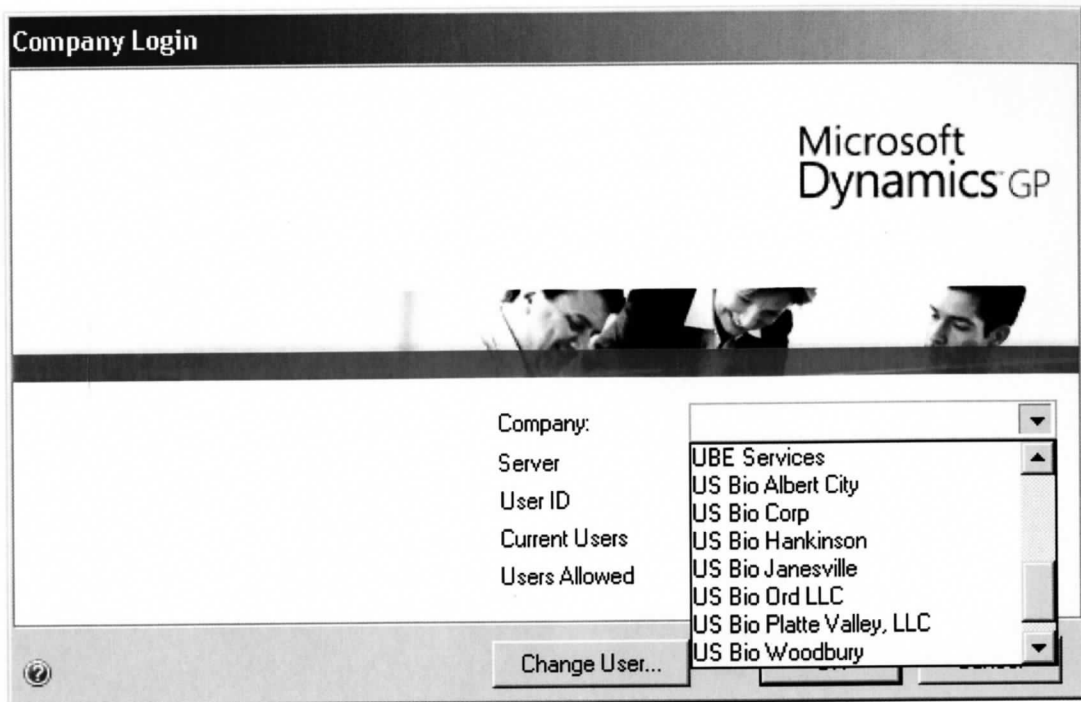 Company Login
Microsoft
Dynamics™ GP
Company:
Server
User ID
Current Users
Users Allowed
UBE Services
US Bio Albert City
US Bio Corp
US Bio Hankinson
US Bio Janesville
US Bio Ord LLC
US Bio Platte Valley, LLC
US Bio Woodbury
Change User...